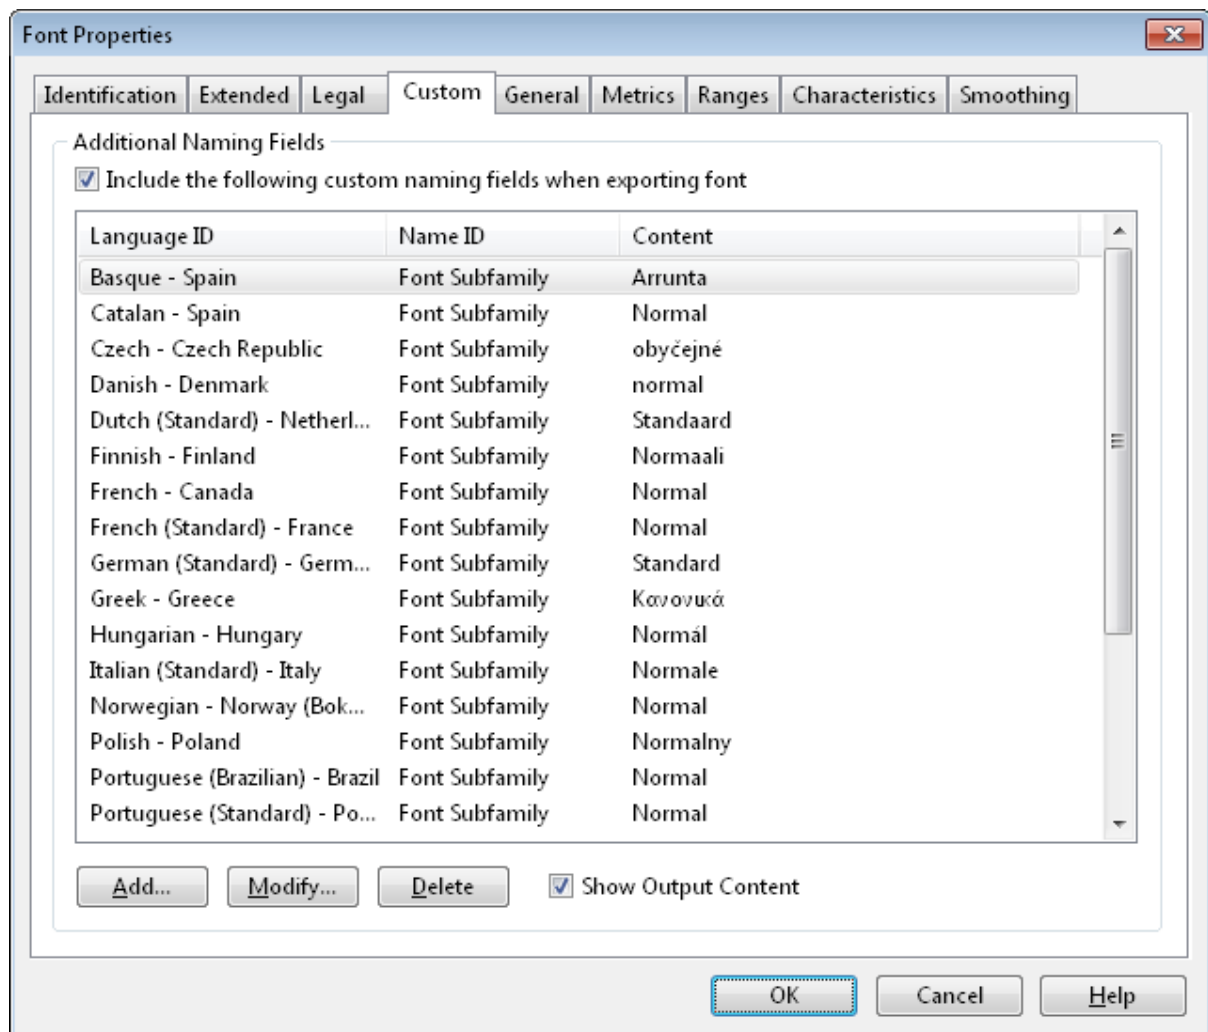 Font Properties
Identification Extended Legal Custom General Metrics Ranges Characteristics Smoothing
Additional Naming Fields
Include the following custom naming fields when exporting font
Language ID Name ID Content
Basque - Spain Font Subfamily Arrunta
Catalan - Spain Font Subfamily Normal
Czech - Czech Republic Font Subfamily obyčejné
Danish - Denmark Font Subfamily normal
Dutch (Standard) - Netherl... Font Subfamily Standaard
Finnish - Finland Font Subfamily Normaali
French - Canada Font Subfamily Normal
French (Standard) - France Font Subfamily Normal
German (Standard) - Germ... Font Subfamily Standard
Greek - Greece Font Subfamily Κανονικά
Hungarian - Hungary Font Subfamily Normál
Italian (Standard) - Italy Font Subfamily Normale
Norwegian - Norway (Bok... Font Subfamily Normal
Polish - Poland Font Subfamily Normalny
Portuguese (Brazilian) - Brazil Font Subfamily Normal
Portuguese (Standard) - Po... Font Subfamily Normal
Add... Modify... Delete Show Output Content
OK Cancel Help